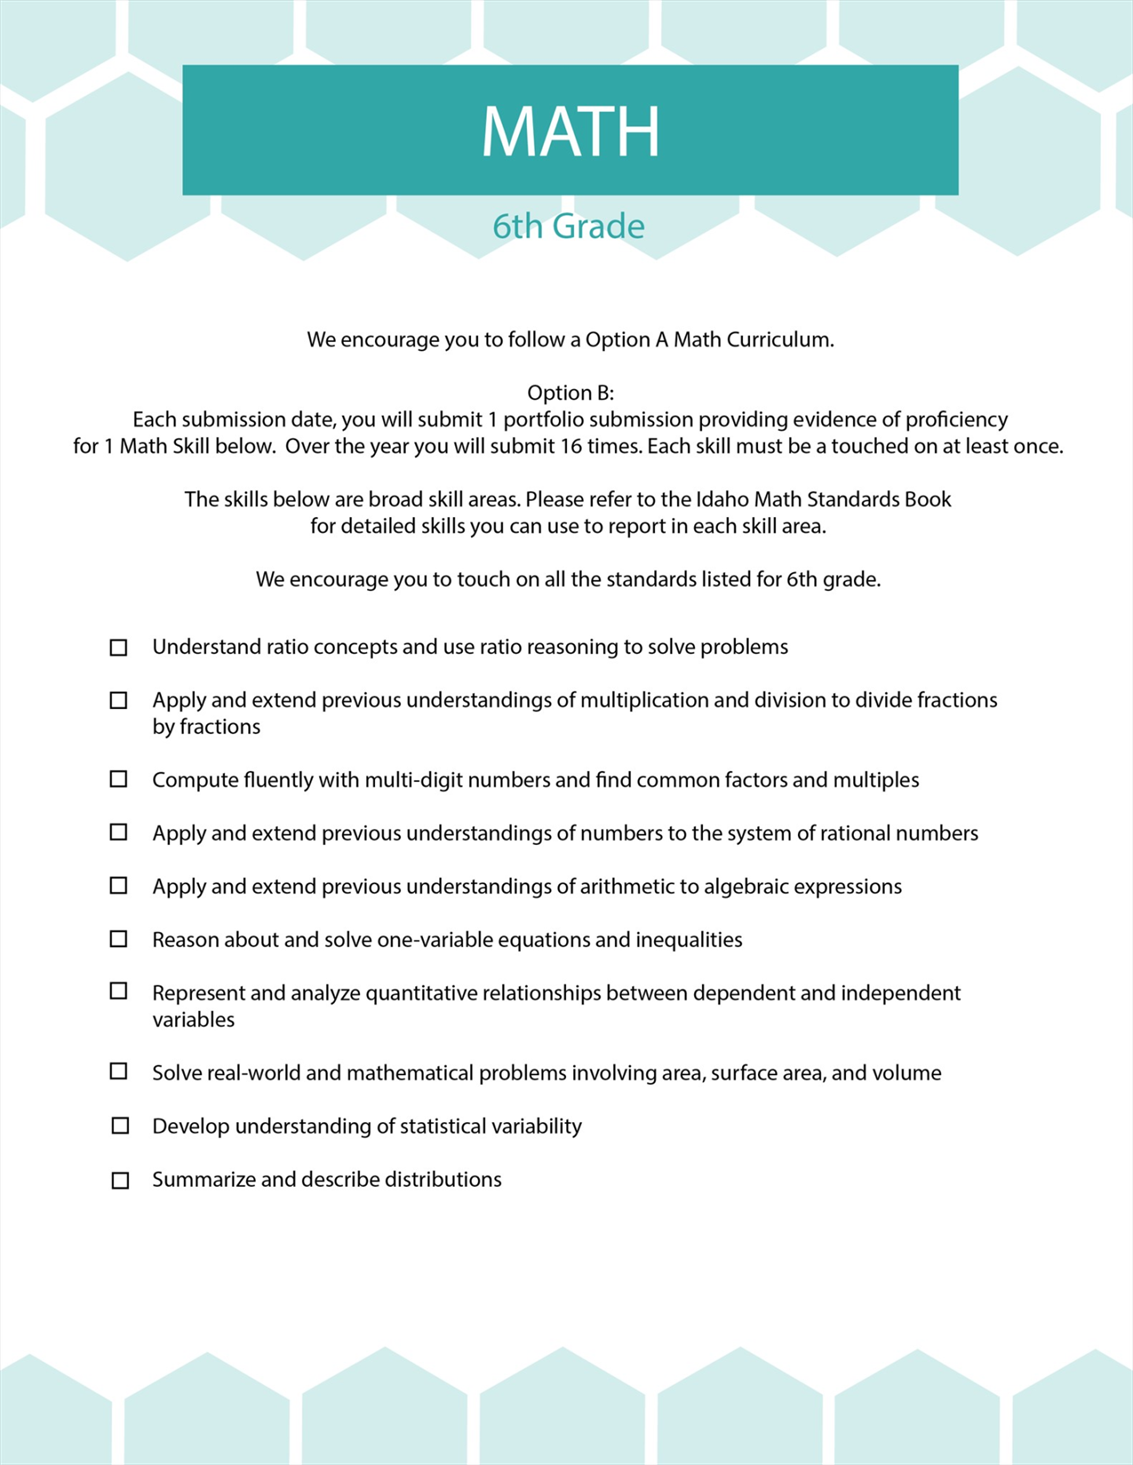 MATH
6th Grade
We encourage you to follow a Option A Math Curriculum.
Option B:
Each submission date, you will submit 1 portfolio submission providing evidence of proficiency
for 1 Math Skill below.  Over the year you will submit 16 times. Each skill must be a touched on at least once.
The skills below are broad skill areas. Please refer to the Idaho Math Standards Book
for detailed skills you can use to report in each skill area.
We encourage you to touch on all the standards listed for 6th grade.
Understand ratio concepts and use ratio reasoning to solve problems
Apply and extend previous understandings of multiplication and division to divide fractions
by fractions
Compute fluently with multi-digit numbers and find common factors and multiples
Apply and extend previous understandings of numbers to the system of rational numbers
Apply and extend previous understandings of arithmetic to algebraic expressions
Reason about and solve one-variable equations and inequalities
Represent and analyze quantitative relationships between dependent and independent
variables
Solve real-world and mathematical problems involving area, surface area, and volume
Develop understanding of statistical variability
Summarize and describe distributions